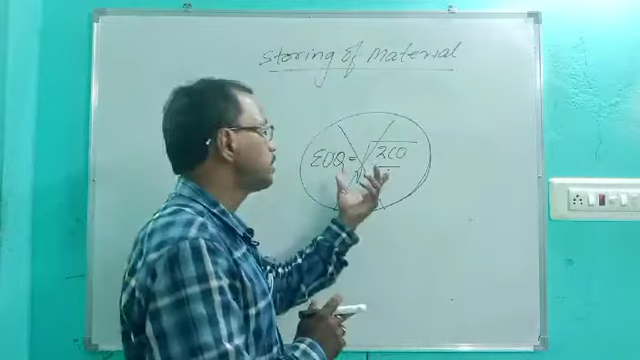 Storing of Material
EOQ = √2CO